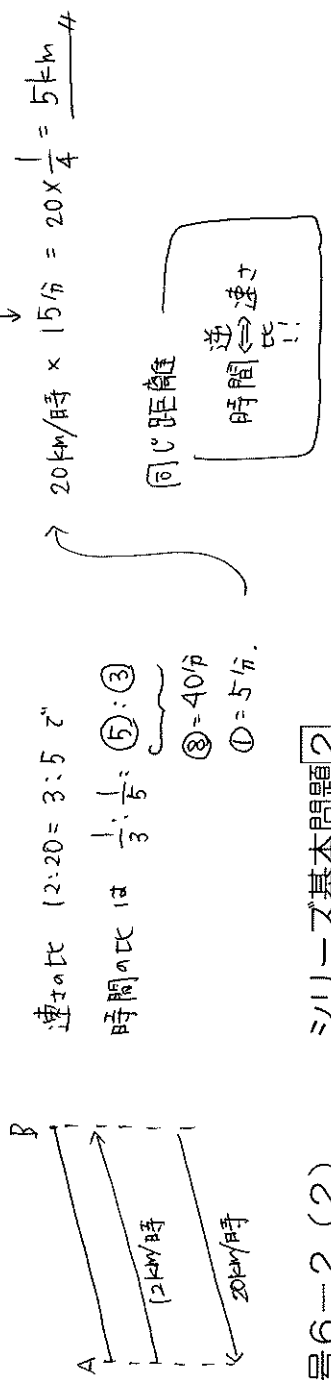 A
B
12km/時
20km/時
速さの比 12:20=3:5で
時間の比は 1/3:1/5=⑤:③
⑧=40分
①=5分.
↓
20km/時 × 15分 = 20×1/4 = 5km
同じ距離
逆
時間⇔速さ
比!!
号6-2(2) シリーズ基本問題2